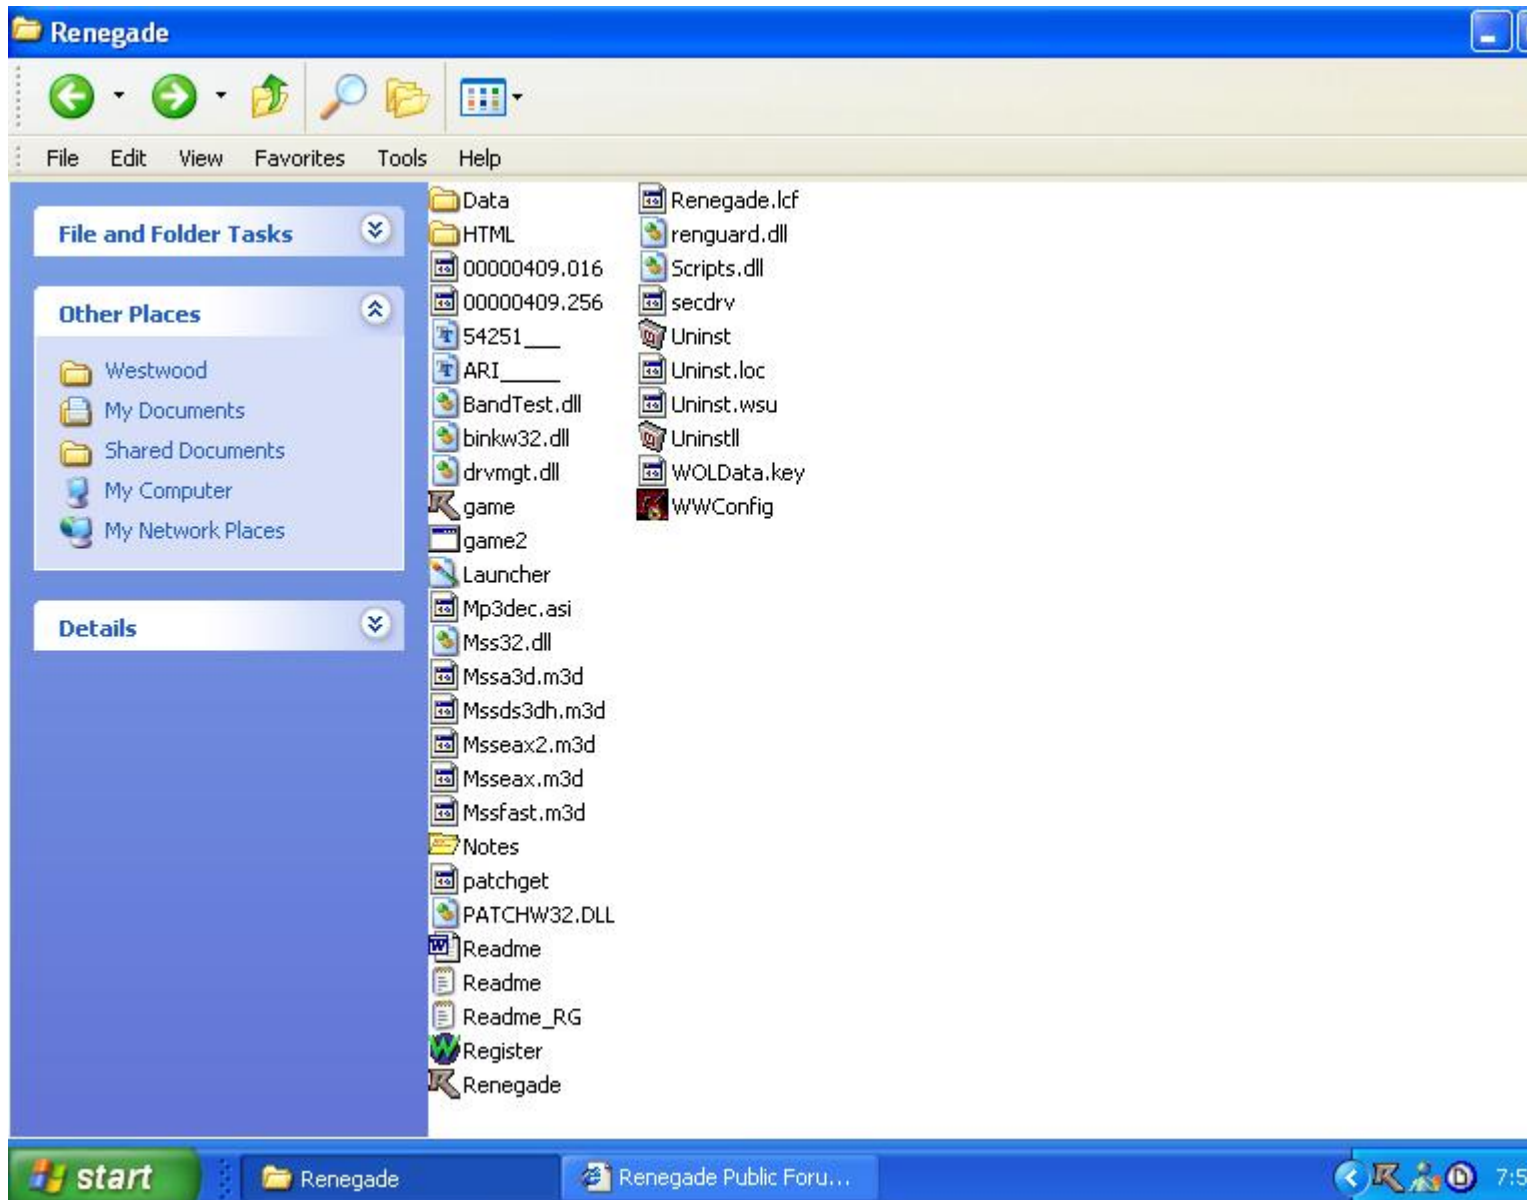 Renegade
File Edit View Favorites Tools Help
File and Folder Tasks
Other Places
Westwood
My Documents
Shared Documents
My Computer
My Network Places
Details
Data
HTML
00000409.016
00000409.256
54251___
ARI_____
BandTest.dll
binkw32.dll
drvmgt.dll
game
game2
Launcher
Mp3dec.asi
Mss32.dll
Mssa3d.m3d
Mssds3dh.m3d
Msseax2.m3d
Msseax.m3d
Mssfast.m3d
Notes
patchget
PATCHW32.DLL
Readme
Readme
Readme_RG
Register
Renegade
Renegade.lcf
renguard.dll
Scripts.dll
secdrv
Uninst
Uninst.loc
Uninst.wsu
Uninstll
WOLData.key
WWConfig
start Renegade Renegade Public Foru... 7:5